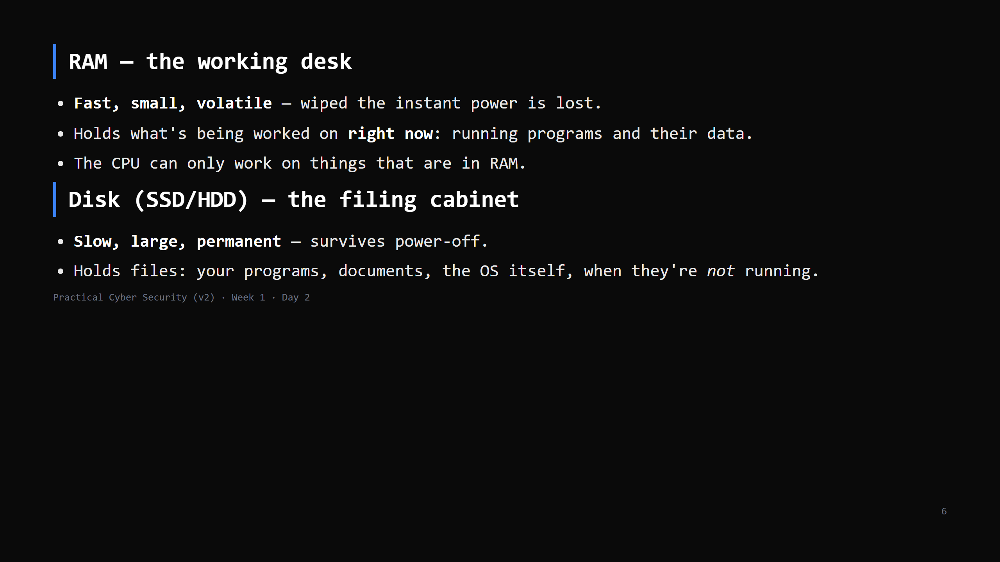 RAM — the working desk
• Fast, small, volatile — wiped the instant power is lost.
• Holds what's being worked on right now: running programs and their data.
• The CPU can only work on things that are in RAM.
Disk (SSD/HDD) — the filing cabinet
• Slow, large, permanent — survives power-off.
• Holds files: your programs, documents, the OS itself, when they're not running.
Practical Cyber Security (v2) · Week 1 · Day 2
6